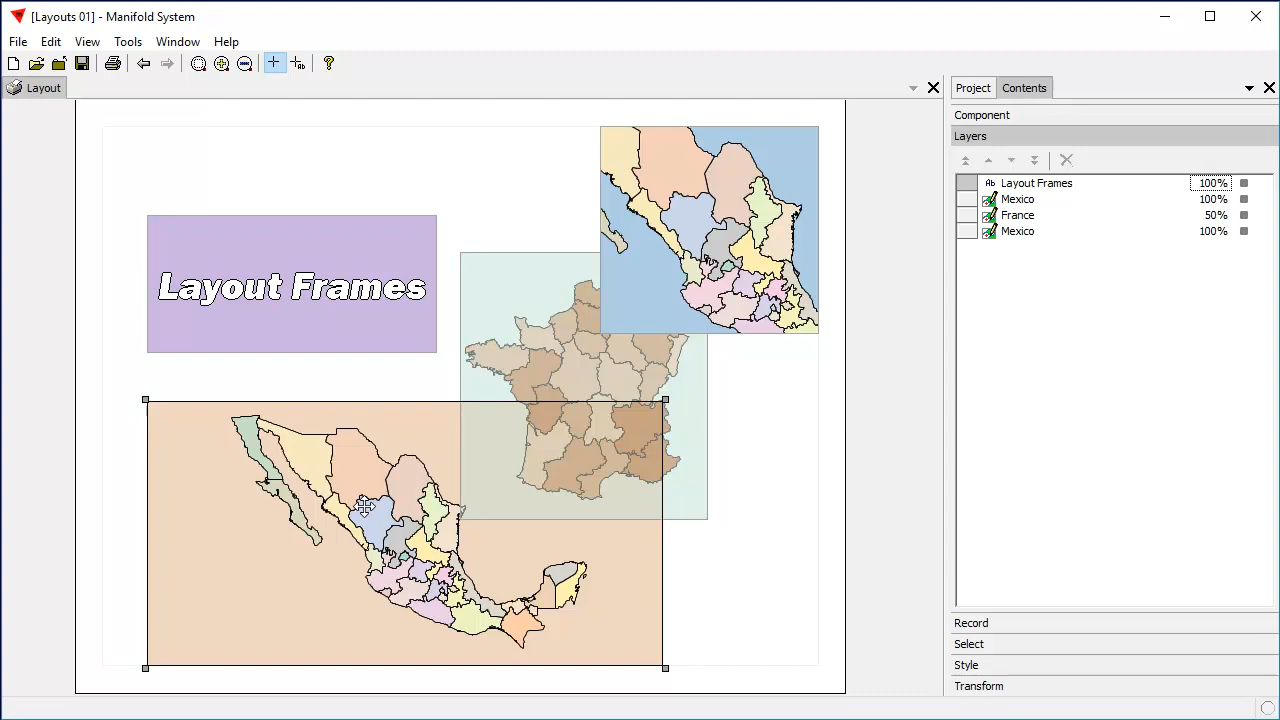 [Layouts 01] - Manifold System
File Edit View Tools Window Help
Layout
Project Contents
Component
Layers
Ab Layout Frames 100%
Mexico 100%
France 50%
Mexico 100%
Layout Frames
Record
Select
Style
Transform